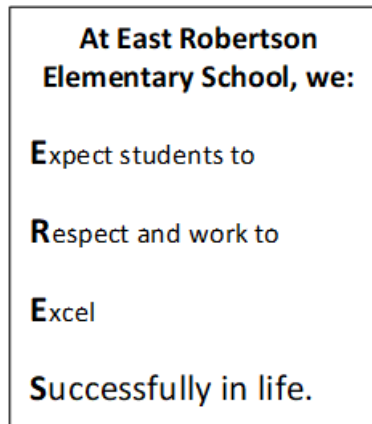 At East Robertson
Elementary School, we:
Expect students to
Respect and work to
Excel
Successfully in life.